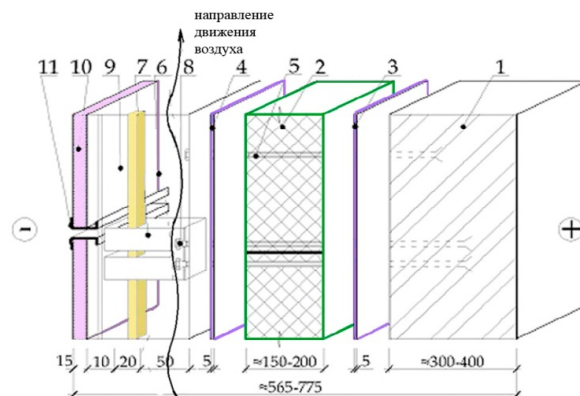 направление
движения
воздуха
11 10 9 7 6 8 4 5 2 3 1
- +
15 10 20 50 5 ≈150-200 5 ≈300-400
≈565-775